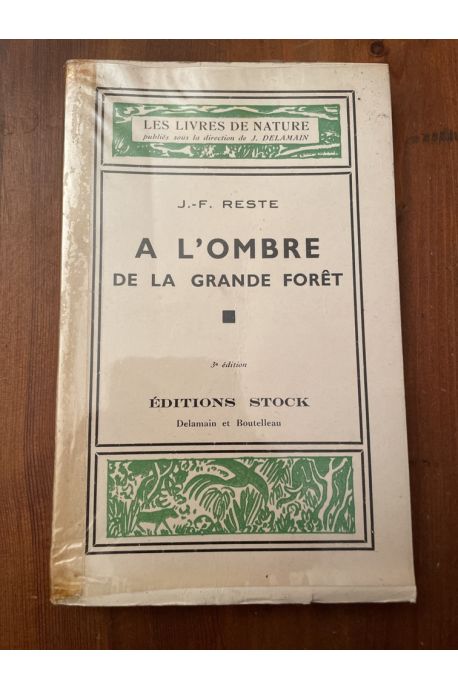 LES LIVRES DE NATURE
publiés sous la direction de J. DELAMAIN
J.-F. RESTE
A L'OMBRE
DE LA GRANDE FORÊT
3e édition
ÉDITIONS STOCK
Delamain et Boutelleau